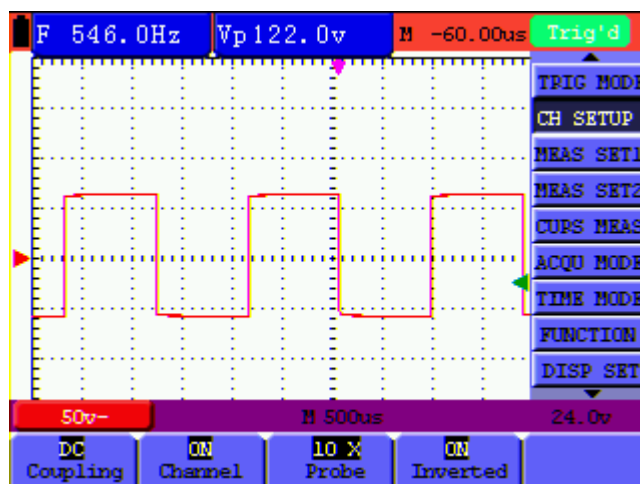 F 546.0Hz Vp122.0v M -60.00us Trig'd
TRIG MODE
CH SETUP
MEAS SET1
MEAS SET2
CURS MEAS
ACQU MODE
TIME MODE
FUNCTION
DISP SET
50v- M 500us 24.0v
DC ON 10 X ON
Coupling Channel Probe Inverted